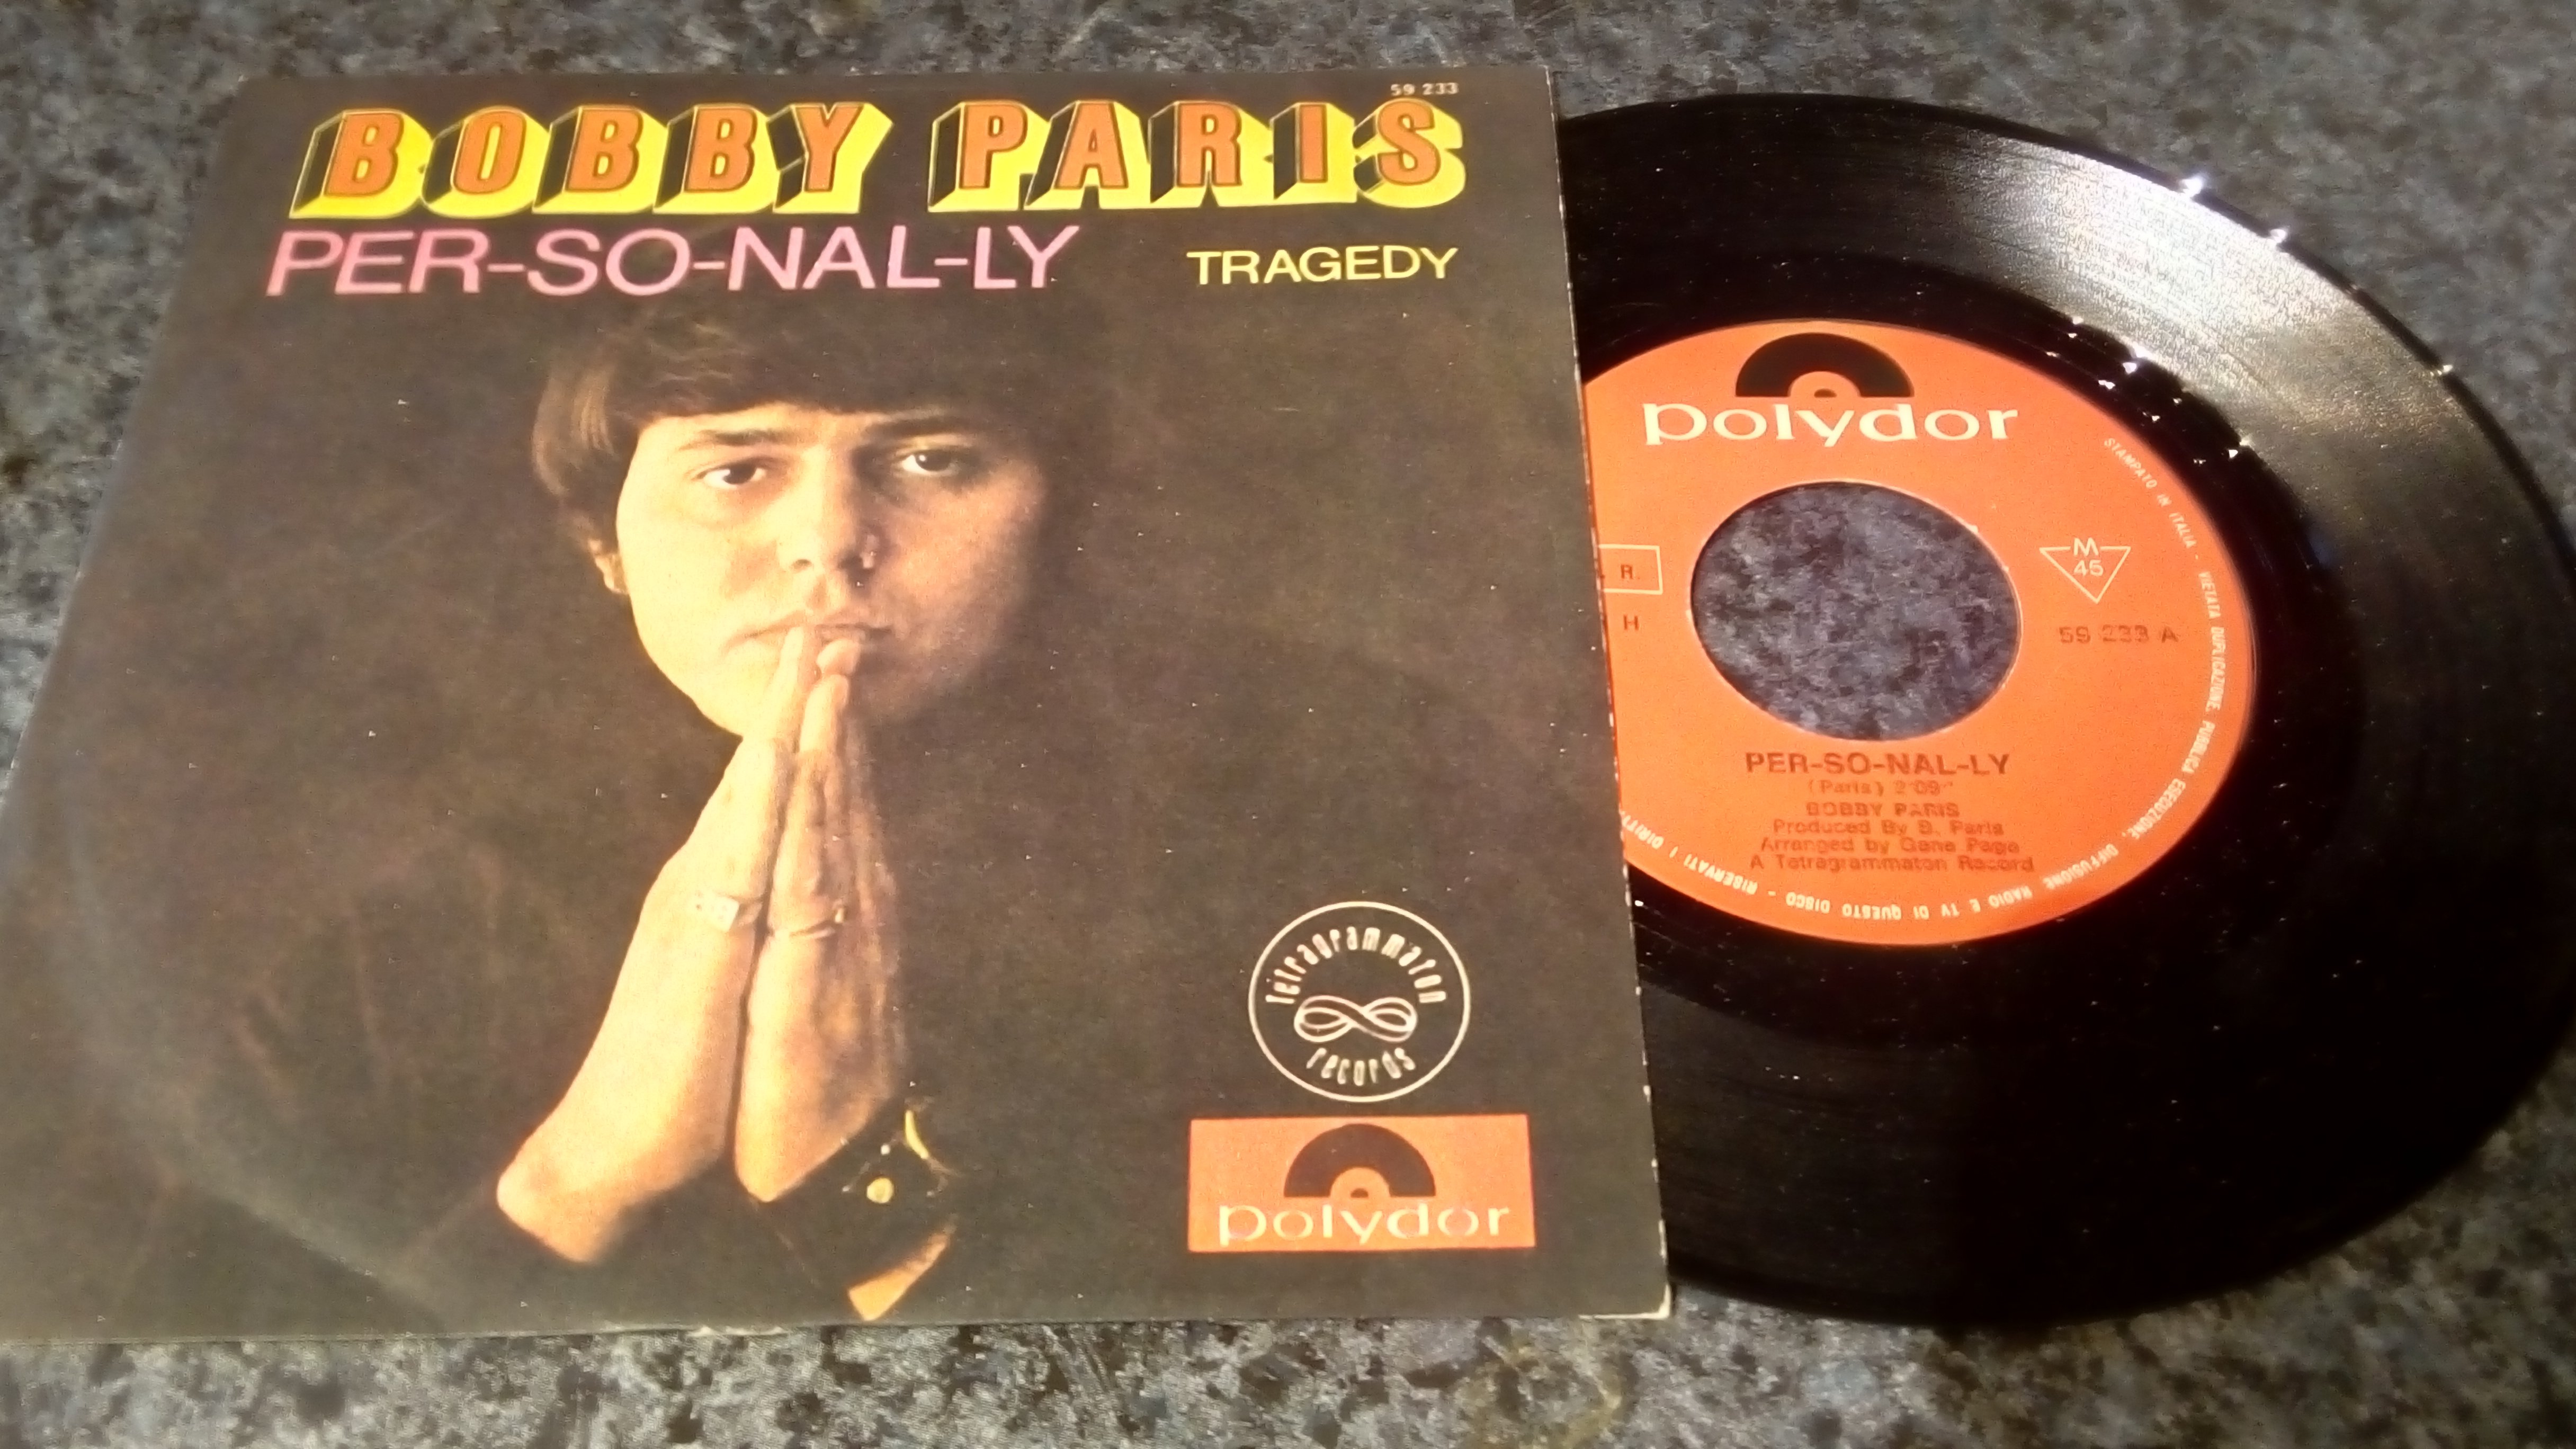 59 233
BOBBY PARIS
PER-SO-NAL-LY
TRAGEDY
Tetragrammaton
records
polydor
polydor
STAMPATO IN ITALIA - VIETATA DUPLICAZIONE, PUBBLICA ESECUZIONE, DIFFUSIONE RADIO E TV DI QUESTO DISCO - RISERVATI I DIRITT
R.
H
M
45
59 233 A
PER-SO-NAL-LY
(Paris) 2'09"
BOBBY PARIS
Produced By B. Paris
Arranged by Gene Page
A Tetragrammaton Record